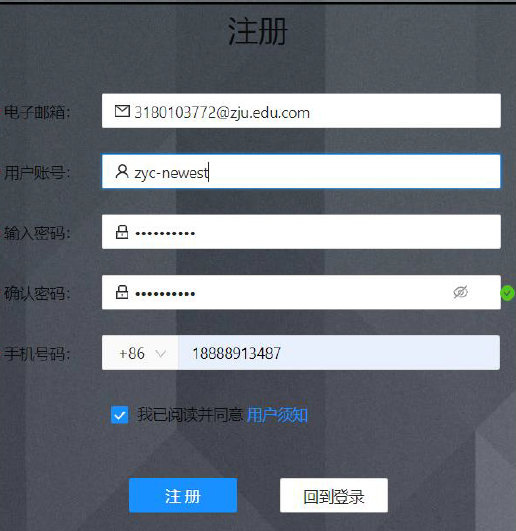 注册
电子邮箱： 3180103772@zju.edu.com
用户账号： zyc-newest
输入密码： ••••••••••
确认密码： ••••••••••
手机号码： +86 18888913487
我已阅读并同意 用户须知
注 册 回到登录